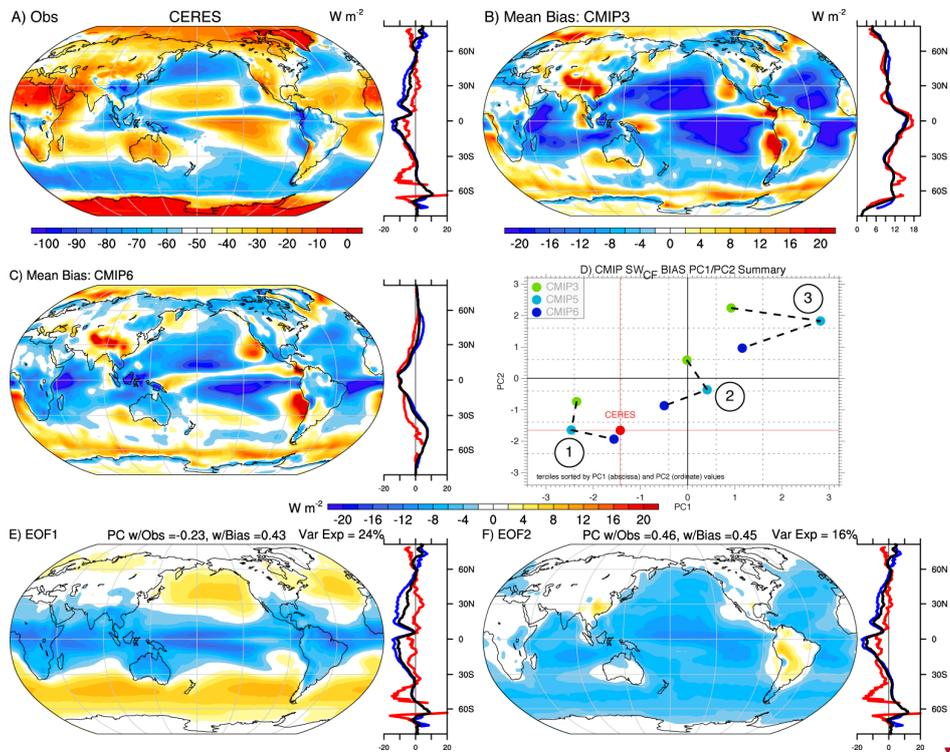 A) Obs CERES W m-2
60N
30N
0
30S
60S
-20 0 20
-100 -90 -80 -70 -60 -50 -40 -30 -20 -10 0
B) Mean Bias: CMIP3 W m-2
60N
30N
0
30S
60S
0 6 12 18
-20 -16 -12 -8 -4 0 4 8 12 16 20
C) Mean Bias: CMIP6
60N
30N
0
30S
60S
-20 0 20
D) CMIP SWCF BIAS PC1/PC2 Summary
CMIP3
CMIP5
CMIP6
3
2
1
0
-1
-2
-3
PC2
3
2
1
CERES
terciles sorted by PC1 (abscissa) and PC2 (ordinate) values
-3 -2 -1 0 1 2 3
PC1
W m-2
-20 -16 -12 -8 -4 0 4 8 12 16 20
E) EOF1 PC w/Obs =-0.23, w/Bias =0.43 Var Exp = 24%
60N
30N
0
30S
60S
-20 0 20
F) EOF2 PC w/Obs =0.46, w/Bias =0.45 Var Exp = 16%
60N
30N
0
30S
60S
-20 0 20